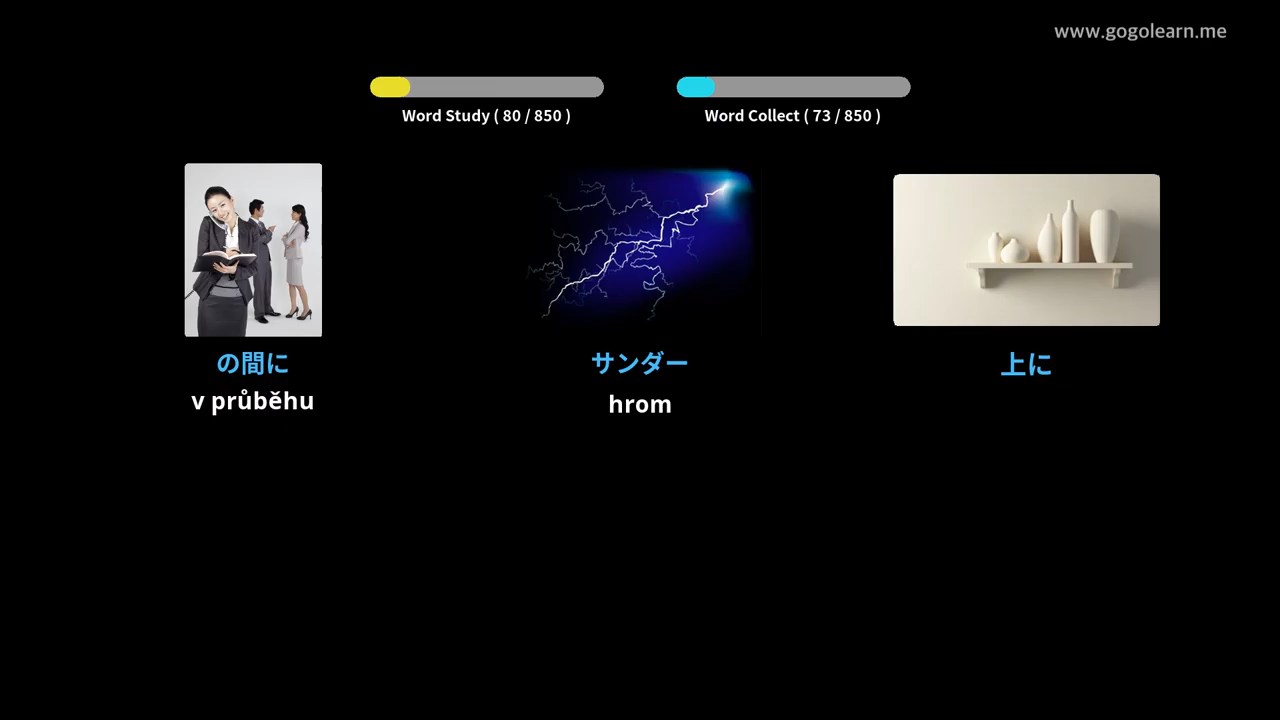 www.gogolearn.me
Word Study ( 80 / 850 )
Word Collect ( 73 / 850 )
の間に
サンダー
上に
v průběhu
hrom